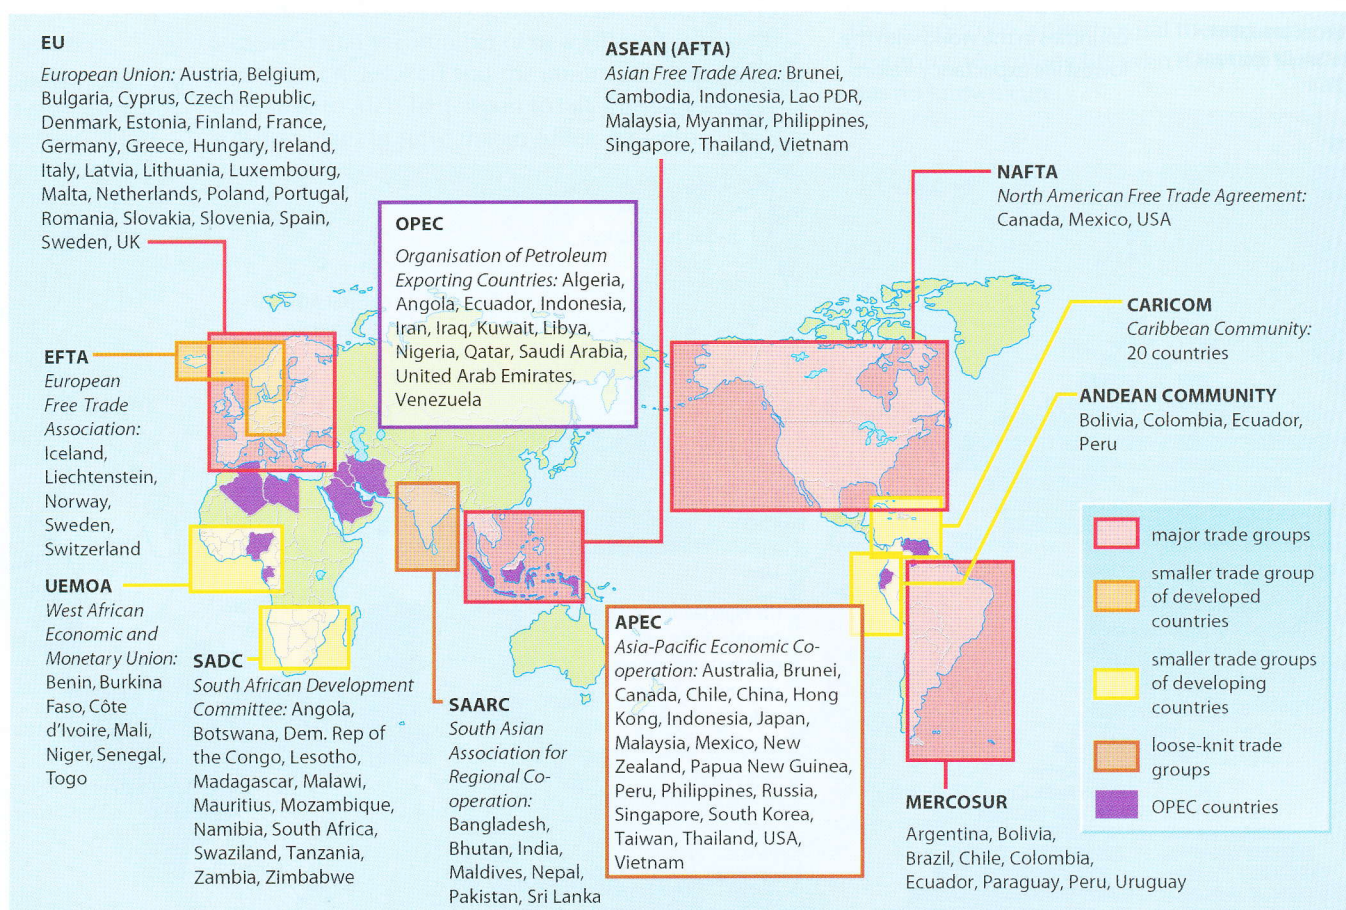 EU
European Union: Austria, Belgium,
Bulgaria, Cyprus, Czech Republic,
Denmark, Estonia, Finland, France,
Germany, Greece, Hungary, Ireland,
Italy, Latvia, Lithuania, Luxembourg,
Malta, Netherlands, Poland, Portugal,
Romania, Slovakia, Slovenia, Spain,
Sweden, UK
ASEAN (AFTA)
Asian Free Trade Area: Brunei,
Cambodia, Indonesia, Lao PDR,
Malaysia, Myanmar, Philippines,
Singapore, Thailand, Vietnam
NAFTA
North American Free Trade Agreement:
Canada, Mexico, USA
OPEC
Organisation of Petroleum
Exporting Countries: Algeria,
Angola, Ecuador, Indonesia,
Iran, Iraq, Kuwait, Libya,
Nigeria, Qatar, Saudi Arabia,
United Arab Emirates,
Venezuela
CARICOM
Caribbean Community:
20 countries
ANDEAN COMMUNITY
Bolivia, Colombia, Ecuador,
Peru
EFTA
European
Free Trade
Association:
Iceland,
Liechtenstein,
Norway,
Sweden,
Switzerland
UEMOA
West African
Economic and
Monetary Union:
Benin, Burkina
Faso, Côte
d'Ivoire, Mali,
Niger, Senegal,
Togo
SADC
South African Development
Committee: Angola,
Botswana, Dem. Rep of
the Congo, Lesotho,
Madagascar, Malawi,
Mauritius, Mozambique,
Namibia, South Africa,
Swaziland, Tanzania,
Zambia, Zimbabwe
SAARC
South Asian
Association for
Regional Co-
operation:
Bangladesh,
Bhutan, India,
Maldives, Nepal,
Pakistan, Sri Lanka
APEC
Asia-Pacific Economic Co-
operation: Australia, Brunei,
Canada, Chile, China, Hong
Kong, Indonesia, Japan,
Malaysia, Mexico, New
Zealand, Papua New Guinea,
Peru, Philippines, Russia,
Singapore, South Korea,
Taiwan, Thailand, USA,
Vietnam
MERCOSUR
Argentina, Bolivia,
Brazil, Chile, Colombia,
Ecuador, Paraguay, Peru, Uruguay
major trade groups
smaller trade group
of developed
countries
smaller trade groups
of developing
countries
loose-knit trade
groups
OPEC countries